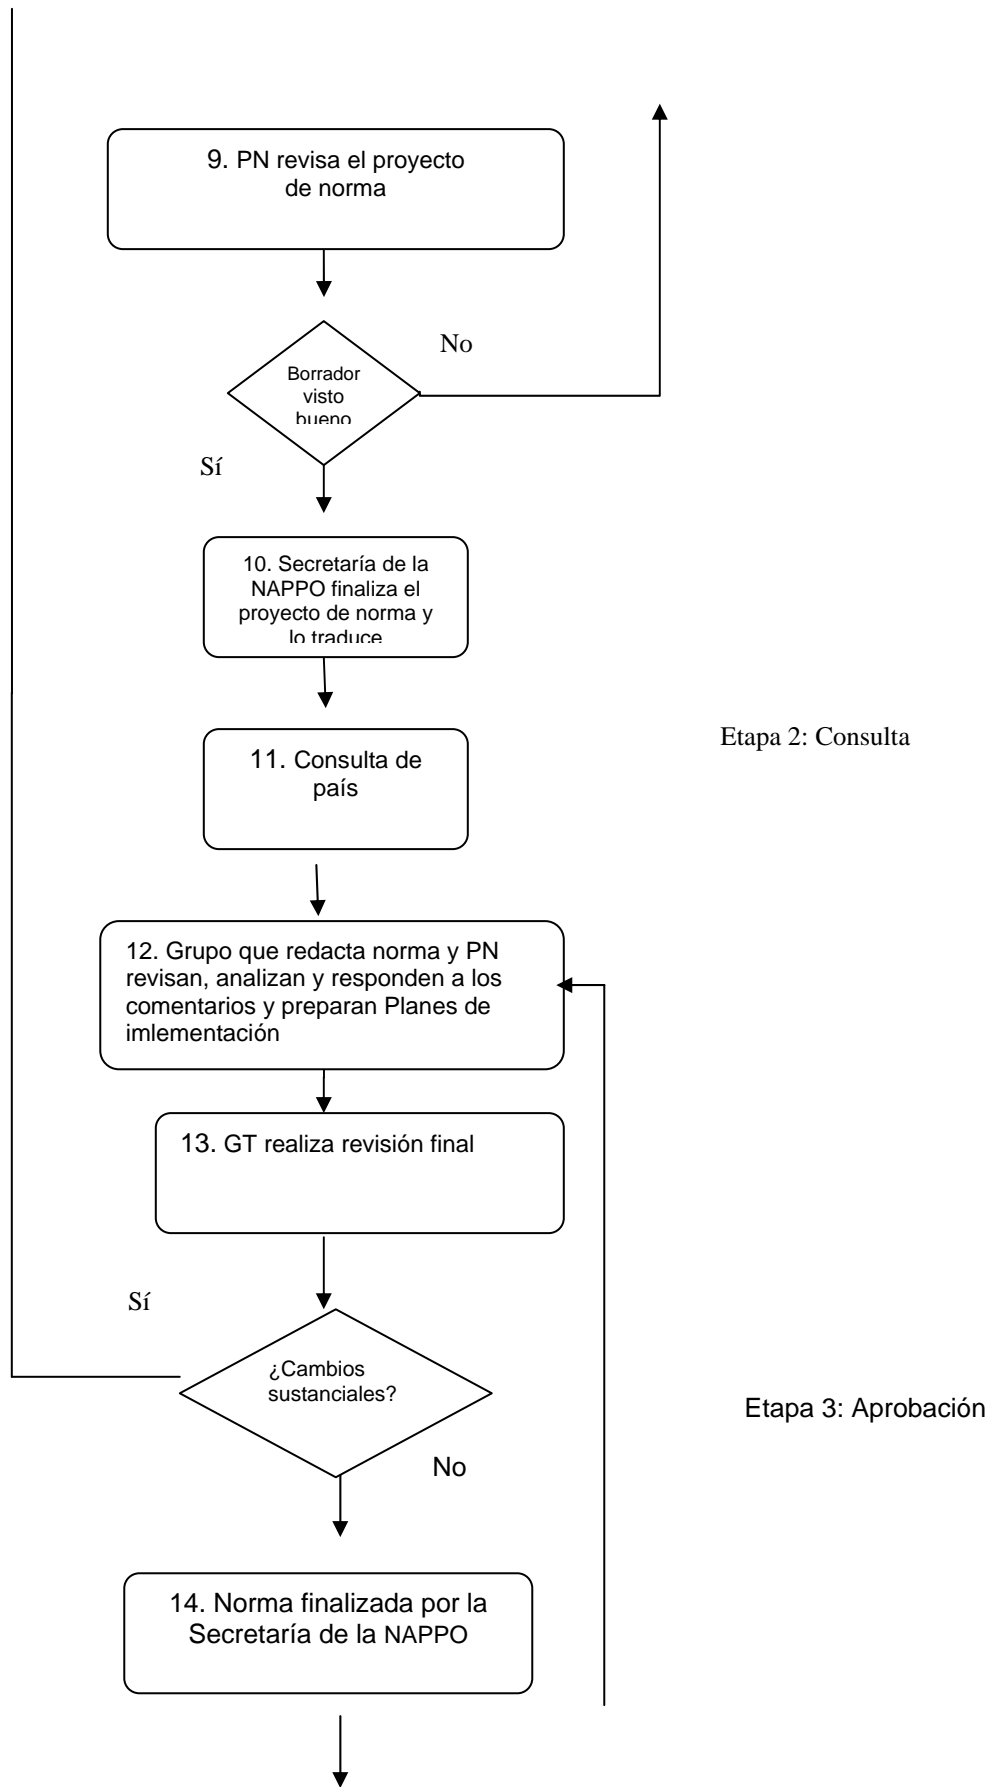 9. PN revisa el proyecto
de norma
No
Borrador
visto
bueno
Sí
10. Secretaría de la
NAPPO finaliza el
proyecto de norma y
lo traduce
11. Consulta de
país
Etapa 2: Consulta
12. Grupo que redacta norma y PN
revisan, analizan y responden a los
comentarios y preparan Planes de
imlementación
13. GT realiza revisión final
Sí
¿Cambios
sustanciales?
Etapa 3: Aprobación
No
14. Norma finalizada por la
Secretaría de la NAPPO